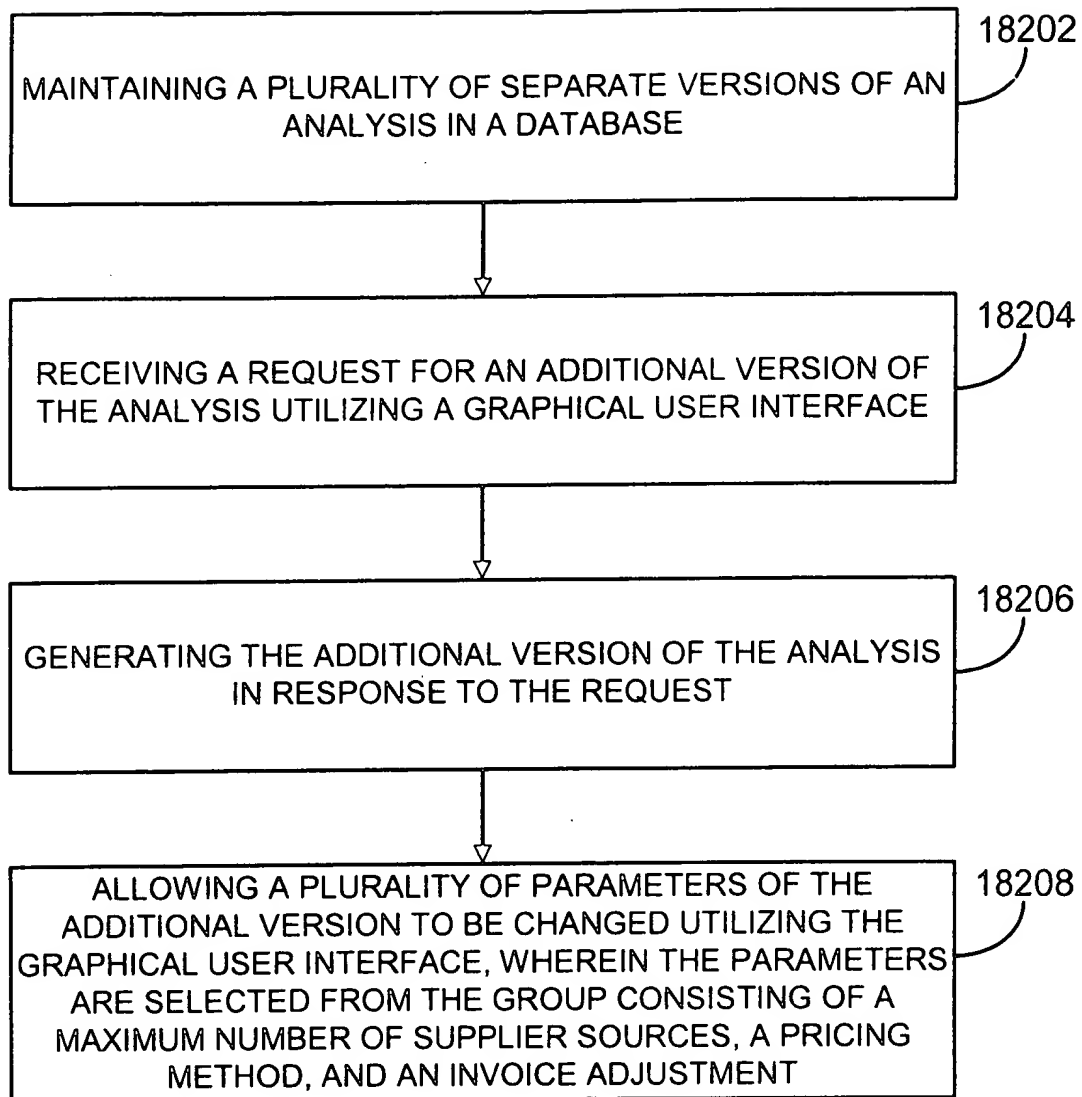 18202
MAINTAINING A PLURALITY OF SEPARATE VERSIONS OF AN
ANALYSIS IN A DATABASE
18204
RECEIVING A REQUEST FOR AN ADDITIONAL VERSION OF
THE ANALYSIS UTILIZING A GRAPHICAL USER INTERFACE
18206
GENERATING THE ADDITIONAL VERSION OF THE ANALYSIS
IN RESPONSE TO THE REQUEST
18208
ALLOWING A PLURALITY OF PARAMETERS OF THE
ADDITIONAL VERSION TO BE CHANGED UTILIZING THE
GRAPHICAL USER INTERFACE, WHEREIN THE PARAMETERS
ARE SELECTED FROM THE GROUP CONSISTING OF A
MAXIMUM NUMBER OF SUPPLIER SOURCES, A PRICING
METHOD, AND AN INVOICE ADJUSTMENT